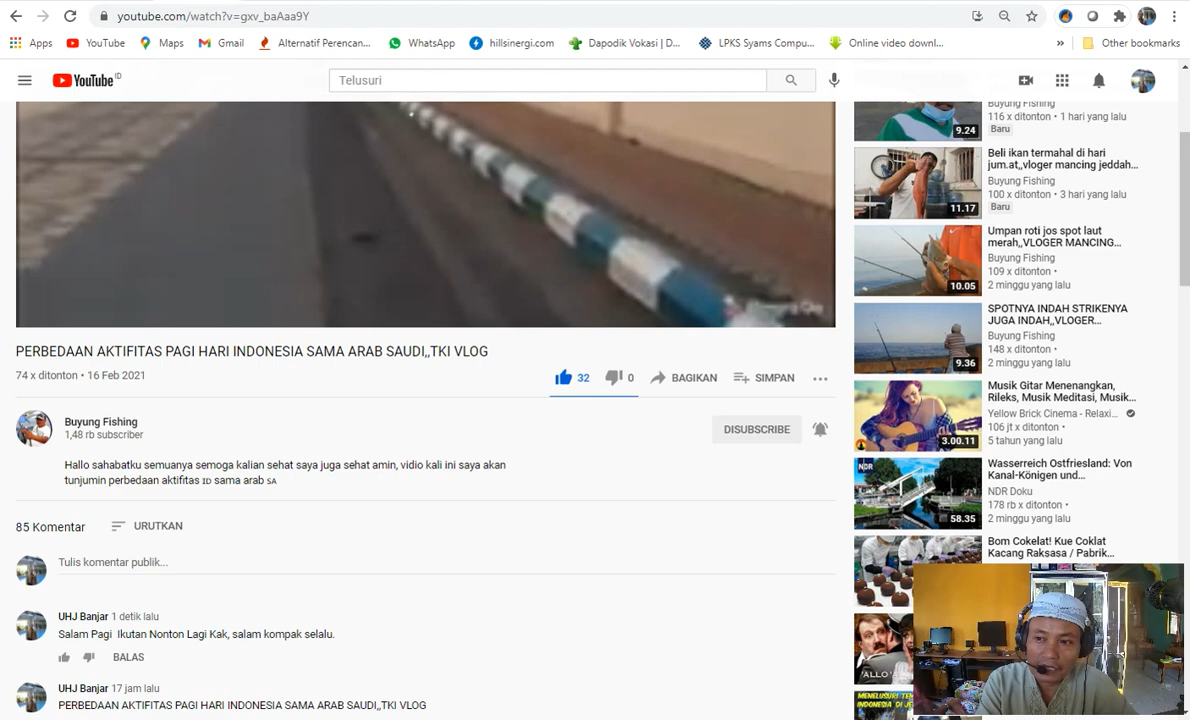 youtube.com/watch?v=gxv_baAaa9Y
Apps
YouTube
Maps
Gmail
Alternatif Perencan...
WhatsApp
hillsinergi.com
Dapodik Vokasi | D...
LPKS Syams Compu...
Online video downl...
»
Other bookmarks
YouTube ID
Telusuri
PERBEDAAN AKTIFITAS PAGI HARI INDONESIA SAMA ARAB SAUDI,,TKI VLOG
74 x ditonton • 16 Feb 2021
32
0
BAGIKAN
SIMPAN
Buyung Fishing
1,48 rb subscriber
DISUBSCRIBE
Hallo sahabatku semuanya semoga kalian sehat saya juga sehat amin, vidio kali ini saya akan
tunjumin perbedaan aktifitas ID sama arab SA
85 Komentar
URUTKAN
Tulis komentar publik...
UHJ Banjar 1 detik lalu
Salam Pagi Ikutan Nonton Lagi Kak, salam kompak selalu.
BALAS
UHJ Banjar 17 jam lalu
PERBEDAAN AKTIFITAS PAGI HARI INDONESIA SAMA ARAB SAUDI,,TKI VLOG
9.24
Buyung Fishing
116 x ditonton • 1 hari yang lalu
Baru
11.17
Beli ikan termahal di hari
jum.at,,vloger mancing jeddah...
Buyung Fishing
100 x ditonton • 3 hari yang lalu
Baru
10.05
Umpan roti jos spot laut
merah,,VLOGER MANCING...
Buyung Fishing
109 x ditonton •
2 minggu yang lalu
9.36
SPOTNYA INDAH STRIKENYA
JUGA INDAH,,VLOGER...
Buyung Fishing
148 x ditonton •
2 minggu yang lalu
3.00.11
Musik Gitar Menenangkan,
Rileks, Musik Meditasi, Musik...
Yellow Brick Cinema - Relaxi...
106 jt x ditonton •
5 tahun yang lalu
NDR
58.35
Wasserreich Ostfriesland: Von
Kanal-Königen und...
NDR Doku
178 rb x ditonton •
2 minggu yang lalu
Bom Cokelat! Kue Coklat
Kacang Raksasa / Pabrik...
'ALLO'
MENELUSURI
INDONESIA DI